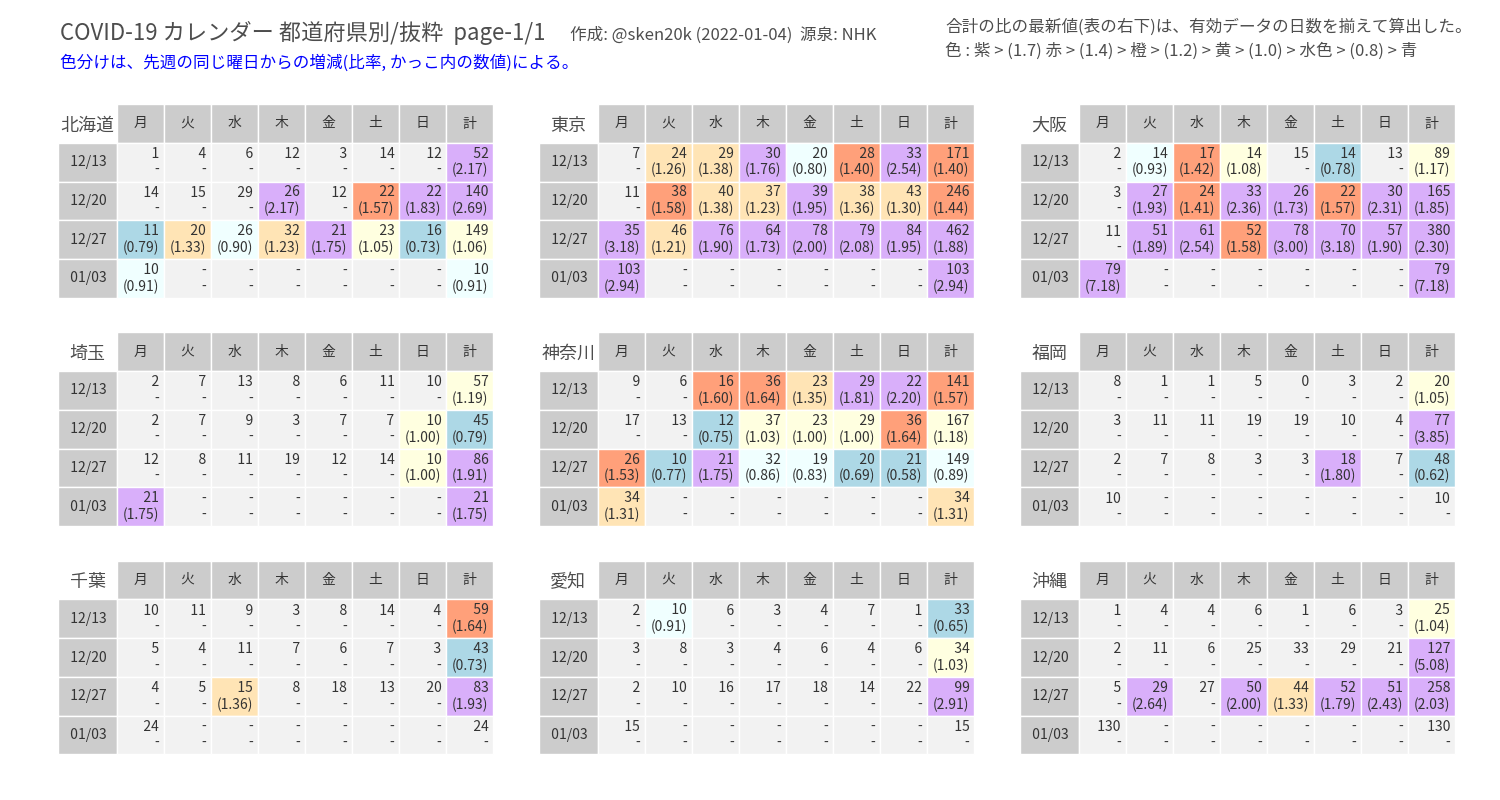 COVID-19 カレンダー 都道府県別/抜粋 page-1/1 作成: @sken20k (2022-01-04) 源泉: NHK
色分けは、先週の同じ曜日からの増減(比率, かっこ内の数値)による。
合計の比の最新値(表の右下)は、有効データの日数を揃えて算出した。
色 : 紫 > (1.7) 赤 > (1.4) 橙 > (1.2) > 黄 > (1.0) > 水色 > (0.8) > 青
北海道 月 火 水 木 金 土 日 計
12/13 1 4 6 12 3 14 12 52
- - - - - - - (2.17)
12/20 14 15 29 26 12 22 22 140
- - - (2.17) - (1.57) (1.83) (2.69)
12/27 11 20 26 32 21 23 16 149
(0.79) (1.33) (0.90) (1.23) (1.75) (1.05) (0.73) (1.06)
01/03 10 - - - - - - 10
(0.91) - - - - - - (0.91)
東京 月 火 水 木 金 土 日 計
12/13 7 24 29 30 20 28 33 171
- (1.26) (1.38) (1.76) (0.80) (1.40) (2.54) (1.40)
12/20 11 38 40 37 39 38 43 246
- (1.58) (1.38) (1.23) (1.95) (1.36) (1.30) (1.44)
12/27 35 46 76 64 78 79 84 462
(3.18) (1.21) (1.90) (1.73) (2.00) (2.08) (1.95) (1.88)
01/03 103 - - - - - - 103
(2.94) - - - - - - (2.94)
大阪 月 火 水 木 金 土 日 計
12/13 2 14 17 14 15 14 13 89
- (0.93) (1.42) (1.08) - (0.78) - (1.17)
12/20 3 27 24 33 26 22 30 165
- (1.93) (1.41) (2.36) (1.73) (1.57) (2.31) (1.85)
12/27 11 51 61 52 78 70 57 380
- (1.89) (2.54) (1.58) (3.00) (3.18) (1.90) (2.30)
01/03 79 - - - - - - 79
(7.18) - - - - - - (7.18)
埼玉 月 火 水 木 金 土 日 計
12/13 2 7 13 8 6 11 10 57
- - - - - - - (1.19)
12/20 2 7 9 3 7 7 10 45
- - - - - - (1.00) (0.79)
12/27 12 8 11 19 12 14 10 86
- - - - - - (1.00) (1.91)
01/03 21 - - - - - - 21
(1.75) - - - - - - (1.75)
神奈川 月 火 水 木 金 土 日 計
12/13 9 6 16 36 23 29 22 141
- - (1.60) (1.64) (1.35) (1.81) (2.20) (1.57)
12/20 17 13 12 37 23 29 36 167
- - (0.75) (1.03) (1.00) (1.00) (1.64) (1.18)
12/27 26 10 21 32 19 20 21 149
(1.53) (0.77) (1.75) (0.86) (0.83) (0.69) (0.58) (0.89)
01/03 34 - - - - - - 34
(1.31) - - - - - - (1.31)
福岡 月 火 水 木 金 土 日 計
12/13 8 1 1 5 0 3 2 20
- - - - - - - (1.05)
12/20 3 11 11 19 19 10 4 77
- - - - - - - (3.85)
12/27 2 7 8 3 3 18 7 48
- - - - - (1.80) - (0.62)
01/03 10 - - - - - - 10
- - - - - - - -
千葉 月 火 水 木 金 土 日 計
12/13 10 11 9 3 8 14 4 59
- - - - - - - (1.64)
12/20 5 4 11 7 6 7 3 43
- - - - - - - (0.73)
12/27 4 5 15 8 18 13 20 83
- - (1.36) - - - - (1.93)
01/03 24 - - - - - - 24
- - - - - - - -
愛知 月 火 水 木 金 土 日 計
12/13 2 10 6 3 4 7 1 33
- (0.91) - - - - - (0.65)
12/20 3 8 3 4 6 4 6 34
- - - - - - - (1.03)
12/27 2 10 16 17 18 14 22 99
- - - - - - - (2.91)
01/03 15 - - - - - - 15
- - - - - - - -
沖縄 月 火 水 木 金 土 日 計
12/13 1 4 4 6 1 6 3 25
- - - - - - - (1.04)
12/20 2 11 6 25 33 29 21 127
- - - - - - - (5.08)
12/27 5 29 27 50 44 52 51 258
- (2.64) - (2.00) (1.33) (1.79) (2.43) (2.03)
01/03 130 - - - - - - 130
- - - - - - - -